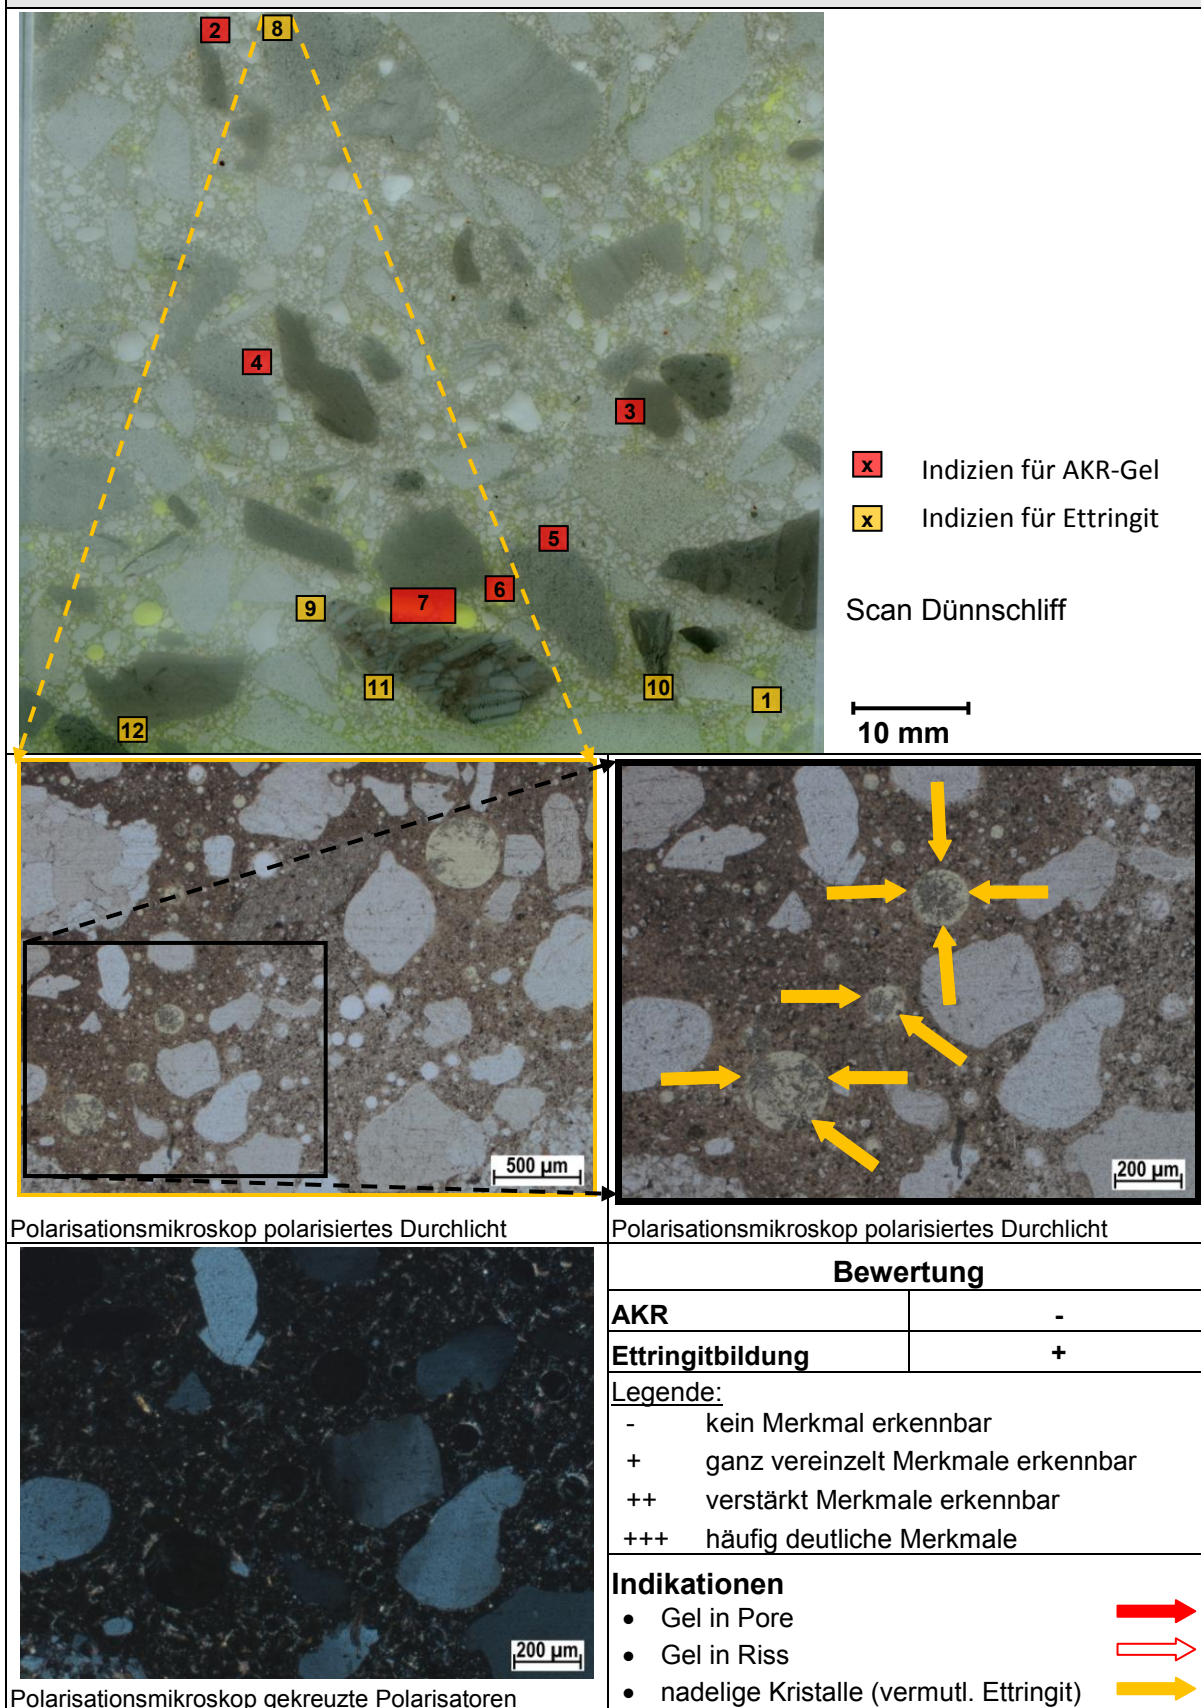 2
8
4
3
5
6
7
9
11
10
1
12
x Indizien für AKR-Gel
x Indizien für Ettringit
Scan Dünnschliff
10 mm
500 µm
200 µm
Polarisationsmikroskop polarisiertes Durchlicht
Polarisationsmikroskop polarisiertes Durchlicht
200 µm
Polarisationsmikroskop gekreuzte Polarisatoren
Bewertung
AKR -
Ettringitbildung +
Legende:
- kein Merkmal erkennbar
+ ganz vereinzelt Merkmale erkennbar
++ verstärkt Merkmale erkennbar
+++ häufig deutliche Merkmale
Indikationen
• Gel in Pore
• Gel in Riss
• nadelige Kristalle (vermutl. Ettringit)